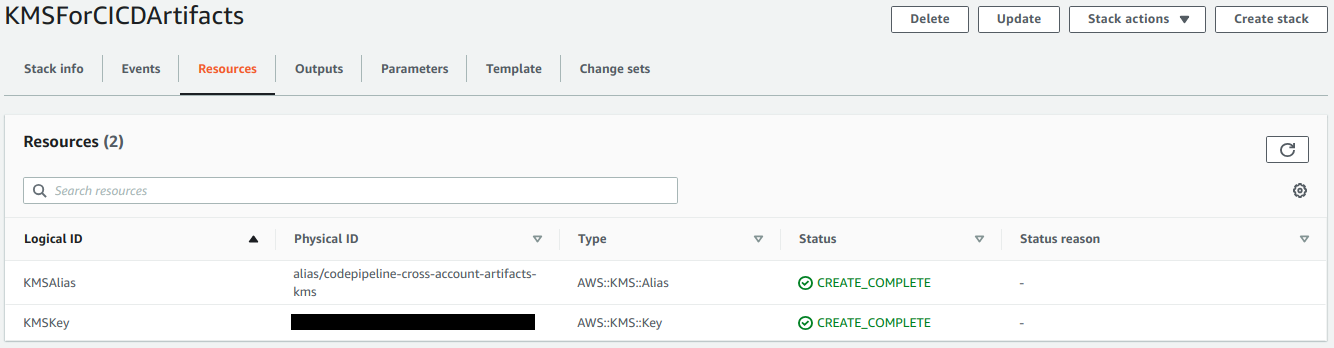 KMSForCICDArtifacts
Delete Update Stack actions Create stack
Stack info Events Resources Outputs Parameters Template Change sets
Resources (2)
Search resources
Logical ID Physical ID Type Status Status reason
KMSAlias alias/codepipeline-cross-account-artifacts- AWS::KMS::Alias CREATE_COMPLETE -
kms
KMSKey AWS::KMS::Key CREATE_COMPLETE -